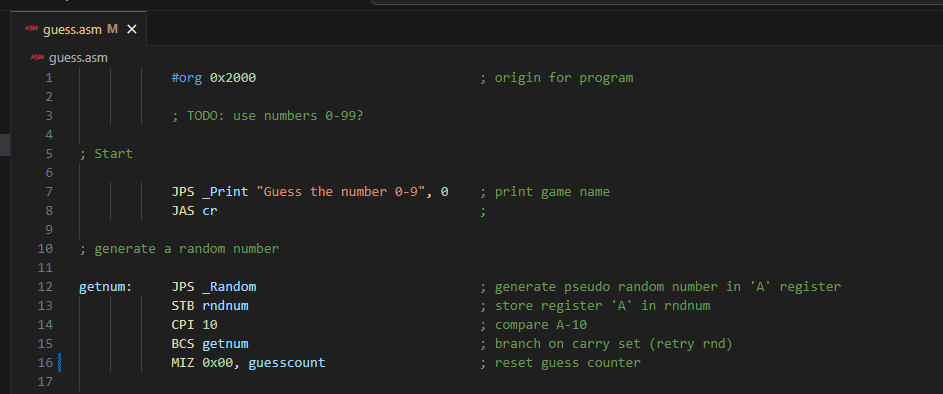 ASM guess.asm M ×
ASM guess.asm
1 #org 0x2000 ; origin for program
2
3 ; TODO: use numbers 0-99?
4
5 ; Start
6
7 JPS _Print "Guess the number 0-9", 0 ; print game name
8 JAS cr ;
9
10 ; generate a random number
11
12 getnum: JPS _Random ; generate pseudo random number in 'A' register
13 STB rndnum ; store register 'A' in rndnum
14 CPI 10 ; compare A-10
15 BCS getnum ; branch on carry set (retry rnd)
16 MIZ 0x00, guesscount ; reset guess counter
17